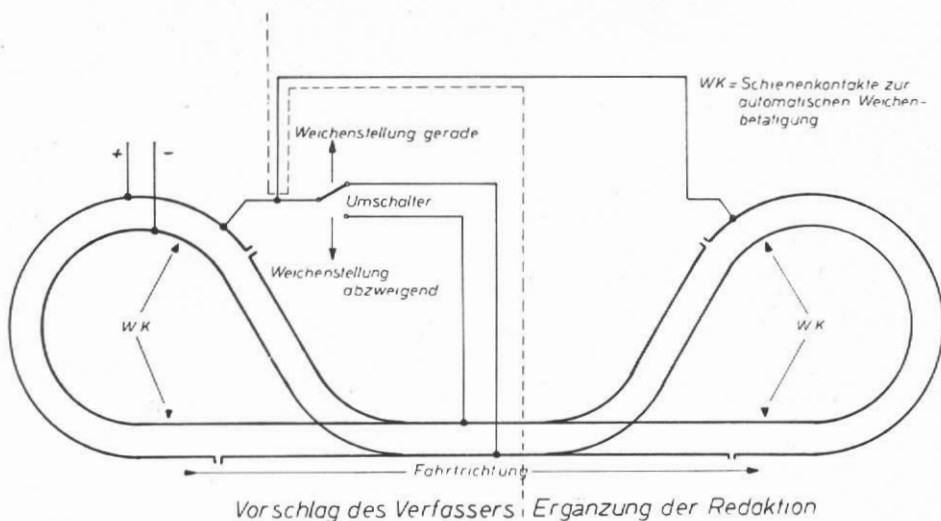 WK = Schienenkontakte zur
automatischen Weichen-
betätigung
Weichenstellung gerade
+ -
Umschalter
Weichenstellung
abzweigend
WK
WK
Fahrtrichtung
Vorschlag des Verfassers Ergänzung der Redaktion